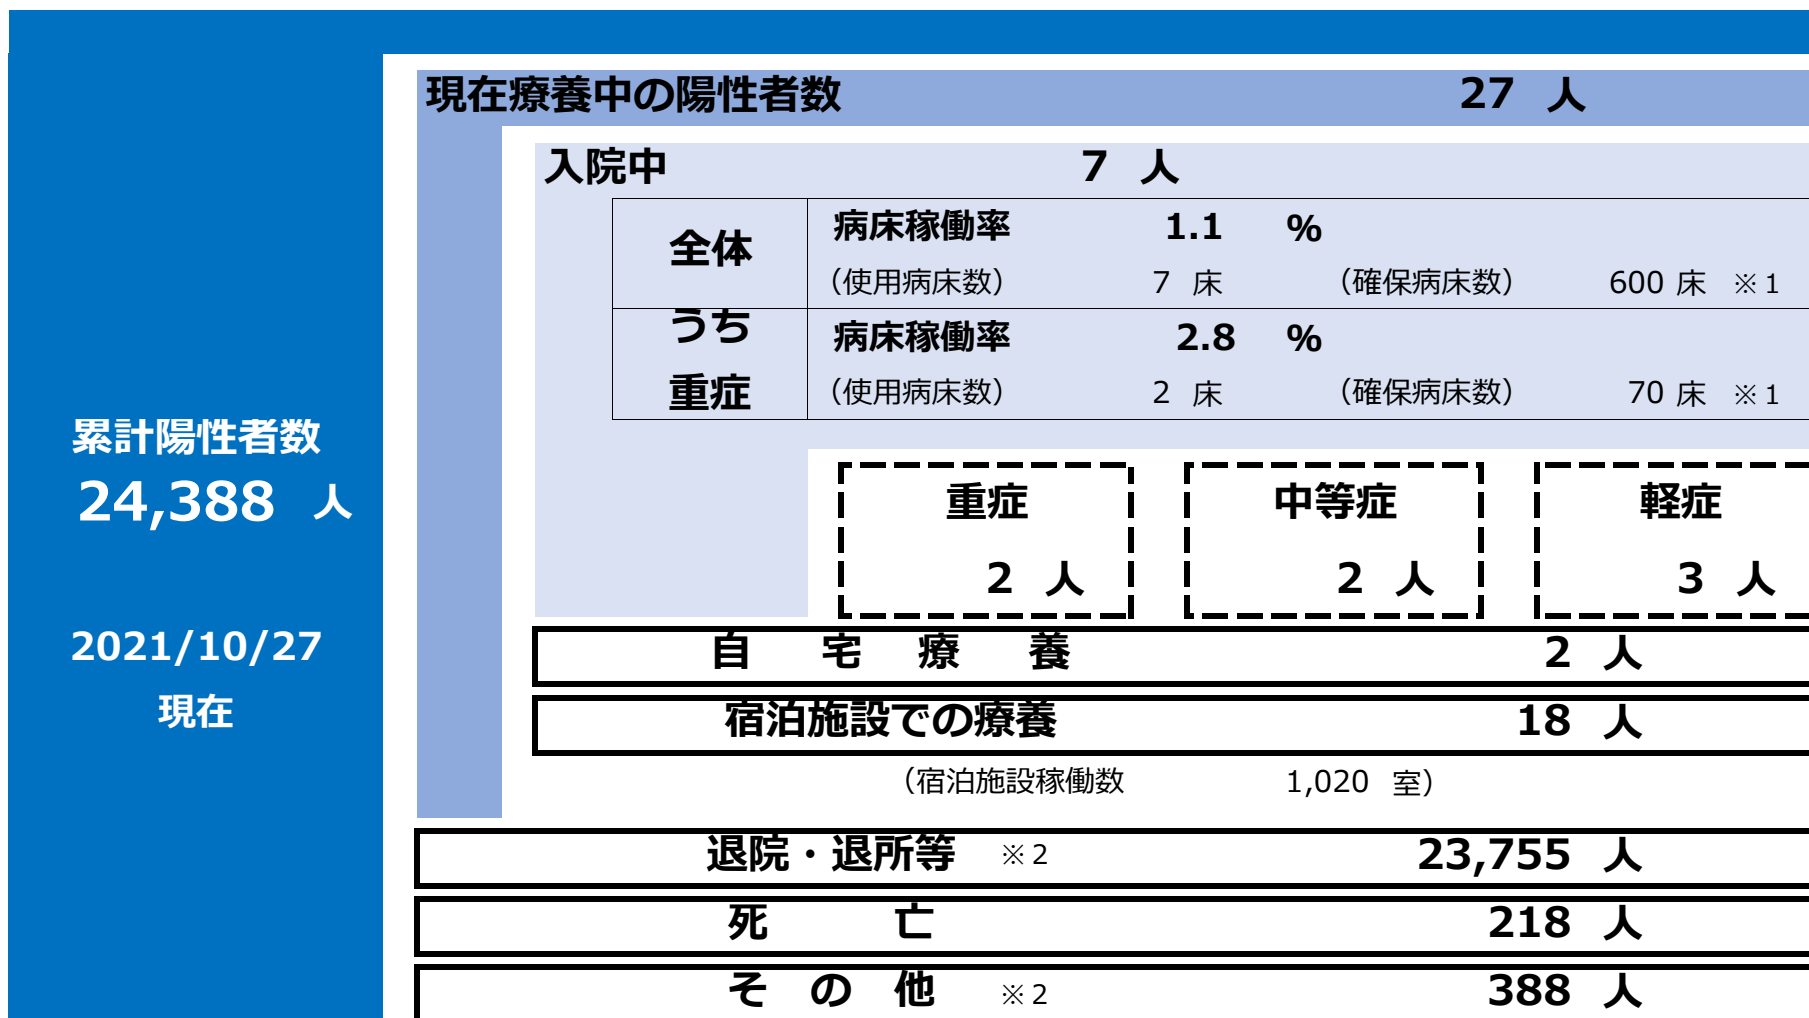 現在療養中の陽性者数 27 人
入院中 7 人
全体 病床稼働率 1.1 %
（使用病床数） 7 床 （確保病床数） 600 床 ※1
うち 病床稼働率 2.8 %
重症 （使用病床数） 2 床 （確保病床数） 70 床 ※1
累計陽性者数
24,388 人
2021/10/27
現在
重症 中等症 軽症
2 人 2 人 3 人
自宅療養 2 人
宿泊施設での療養 18 人
（宿泊施設稼働数 1,020 室）
退院・退所等 ※2 23,755 人
死亡 218 人
その他 ※2 388 人